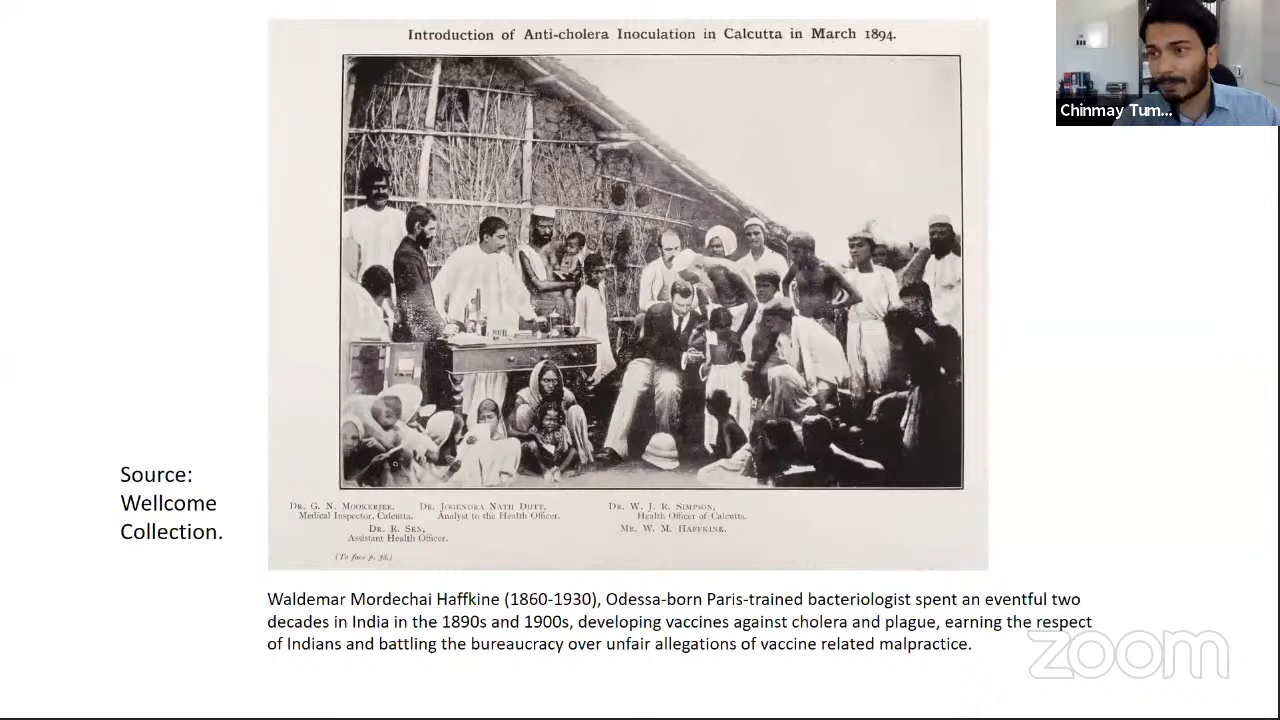 Introduction of Anti-cholera Inoculation in Calcutta in March 1894.
Chinmay Tum...
Source:
Wellcome
Collection.
Dr. G. N. Mookerjee,
Medical Inspector, Calcutta.
Dr. Jogendra Nath Dutt,
Analyst to the Health Officer.
Dr. R. Sen,
Assistant Health Officer.
Dr. W. J. R. Simpson,
Health Officer of Calcutta.
Mr. W. M. Haffkine.
(To face p. 38.)
Waldemar Mordechai Haffkine (1860-1930), Odessa-born Paris-trained bacteriologist spent an eventful two
decades in India in the 1890s and 1900s, developing vaccines against cholera and plague, earning the respect
of Indians and battling the bureaucracy over unfair allegations of vaccine related malpractice.
zoom